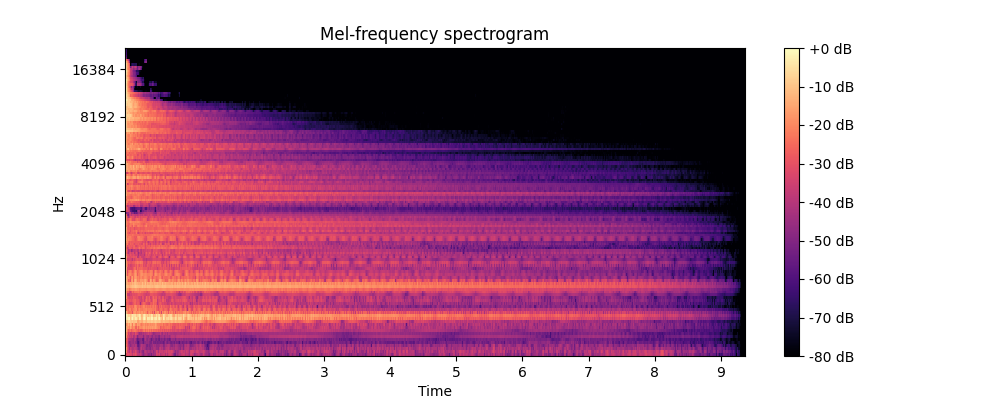 Mel-frequency spectrogram
Hz
16384
8192
4096
2048
1024
512
0
0 1 2 3 4 5 6 7 8 9
Time
+0 dB
-10 dB
-20 dB
-30 dB
-40 dB
-50 dB
-60 dB
-70 dB
-80 dB